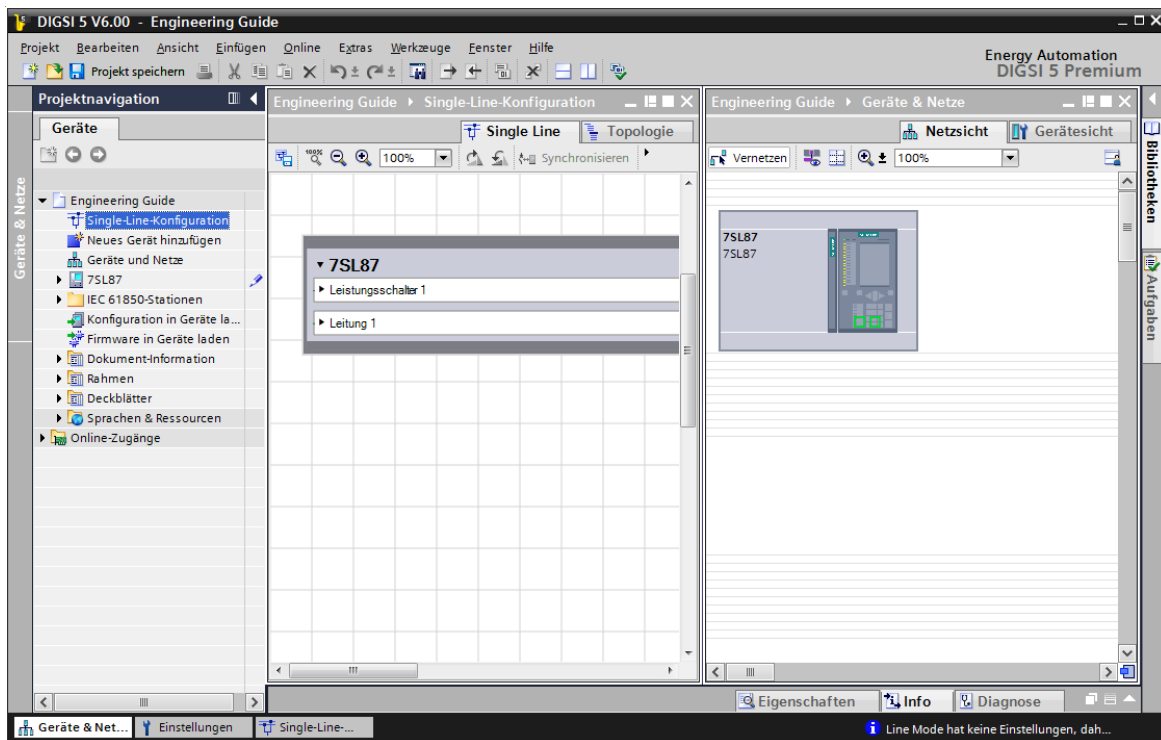 DIGSI 5 V6.00 - Engineering Guide
Projekt Bearbeiten Ansicht Einfügen Online Extras Werkzeuge Fenster Hilfe
Projekt speichern
Energy Automation
DIGSI 5 Premium
Projektnavigation
Geräte
Geräte & Netze
Engineering Guide
Single-Line-Konfiguration
Neues Gerät hinzufügen
Geräte und Netze
7SL87
IEC 61850-Stationen
Konfiguration in Geräte la...
Firmware in Geräte laden
Dokument-Information
Rahmen
Deckblätter
Sprachen & Ressourcen
Online-Zugänge
Engineering Guide Single-Line-Konfiguration
Single Line Topologie
100% Synchronisieren
7SL87
Leistungsschalter 1
Leitung 1
Engineering Guide Geräte & Netze
Netzsicht Gerätesicht
Vernetzen 100%
7SL87
7SL87
Bibliotheken
Aufgaben
Eigenschaften Info Diagnose
Geräte & Net... Einstellungen Single-Line-...
Line Mode hat keine Einstellungen, dah...